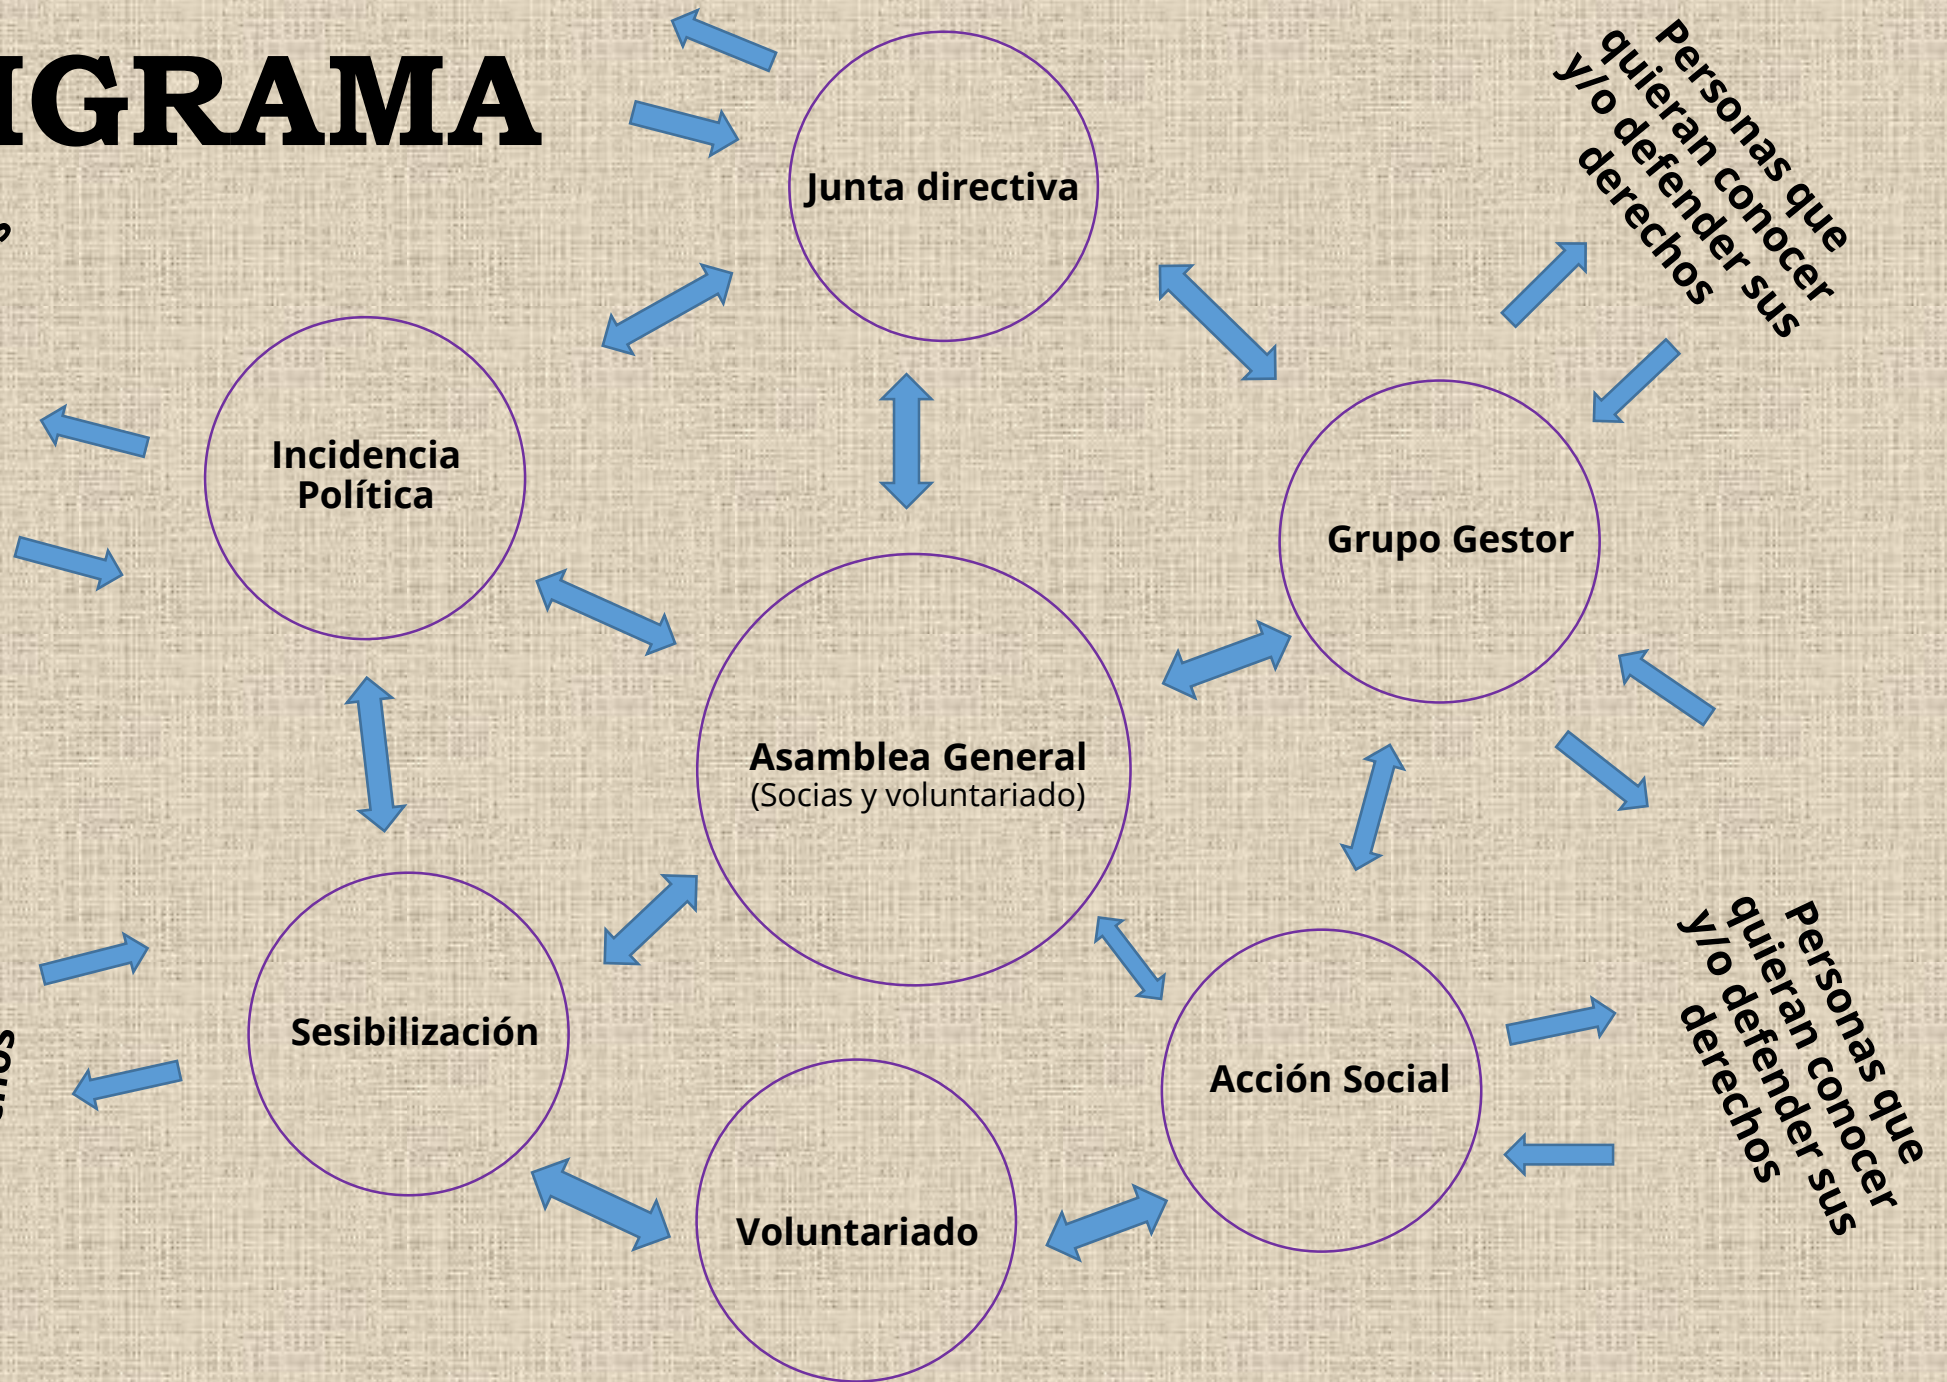 IGRAMA
Junta directiva
Personas que
quieran conocer
y/o defender sus
derechos
Incidencia
Política
Grupo Gestor
Asamblea General
(Socias y voluntariado)
Sesibilización
Acción Social
Personas que
quieran conocer
y/o defender sus
derechos
Voluntariado